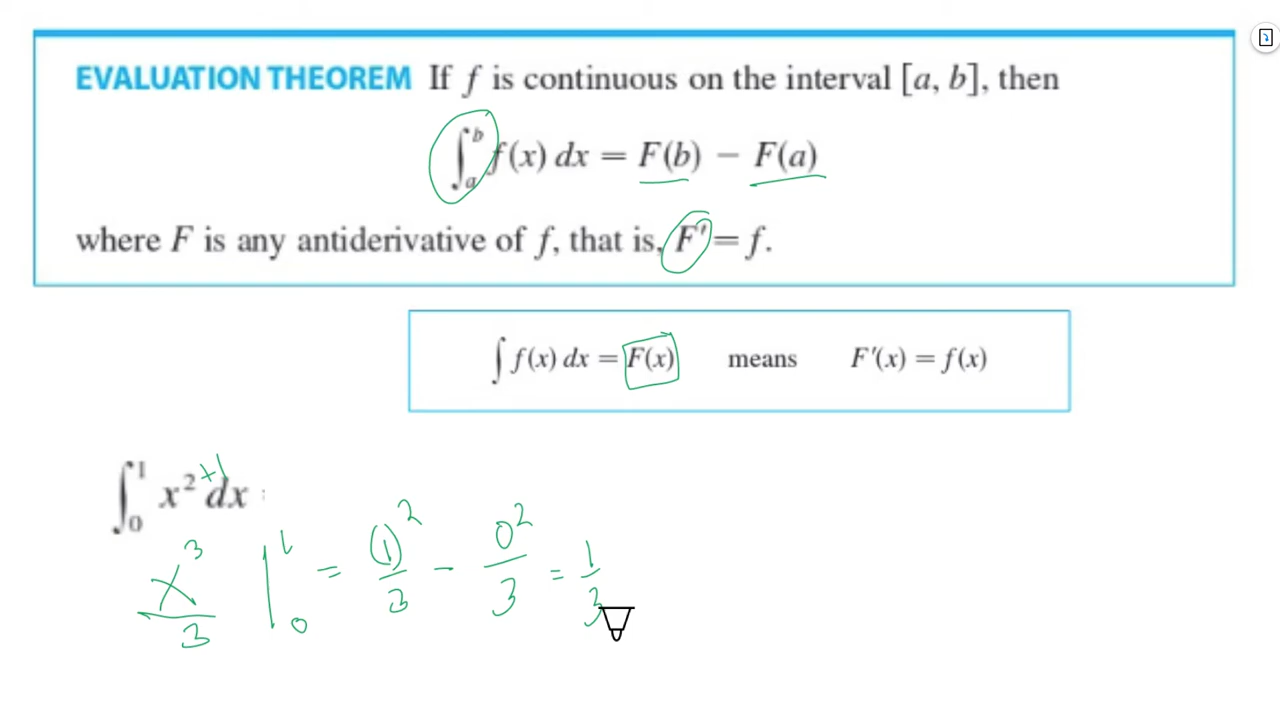 EVALUATION THEOREM If f is continuous on the interval [a, b], then
∫_a^b f(x) dx = F(b) − F(a)
where F is any antiderivative of f, that is, F′ = f.
∫ f(x) dx = F(x) means F′(x) = f(x)
∫_0^1 x^2 +1 dx
x^3/3 |_0^1 = (1)^2/3 - 0^2/3 = 1/3